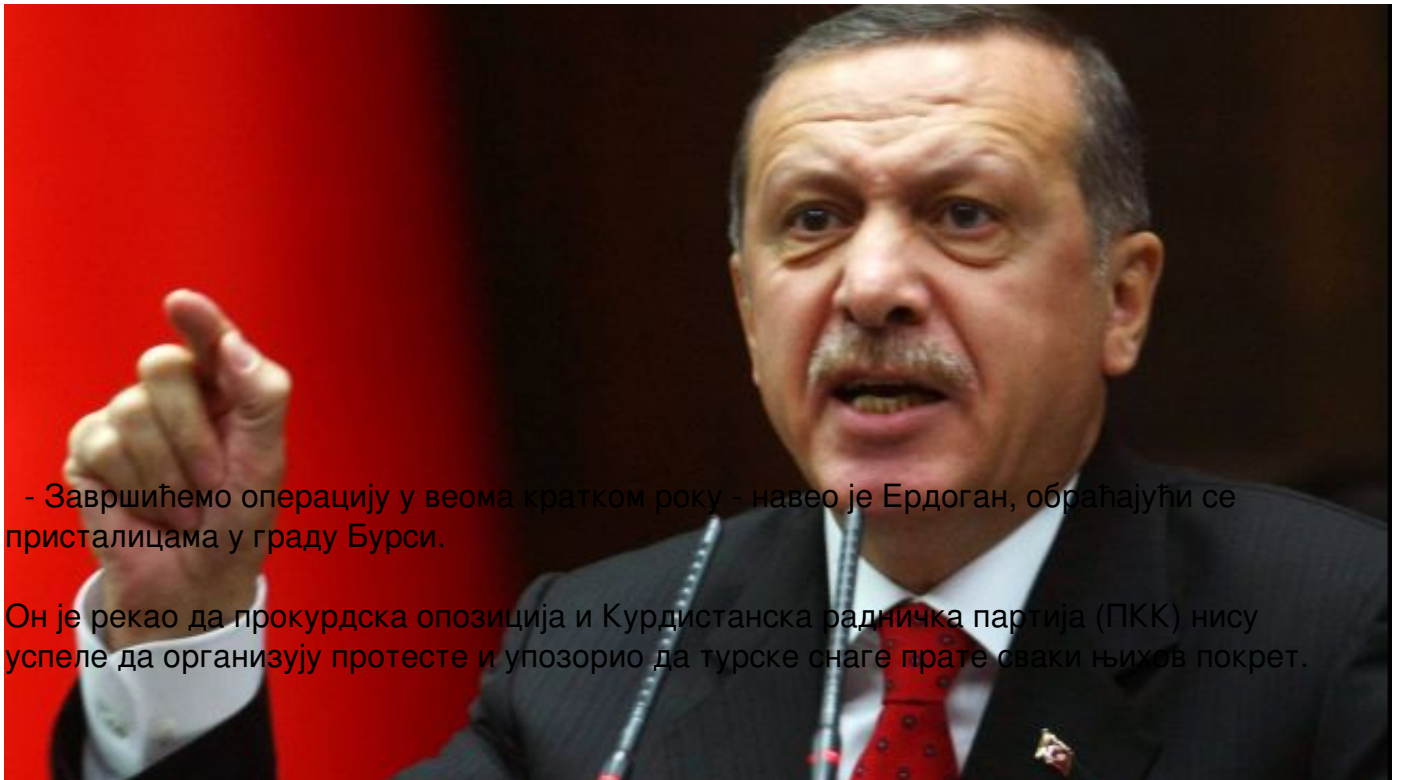 - Завршићемо операцију у веома кратком року - навео је Ердоган, обраћајући се
присталицама у граду Бурси.
Он је рекао да прокурдска опозиција и Курдистанска радничка партија (ПКК) нису
успеле да организују протесте и упозорио да турске снаге прате сваки њихов покрет.